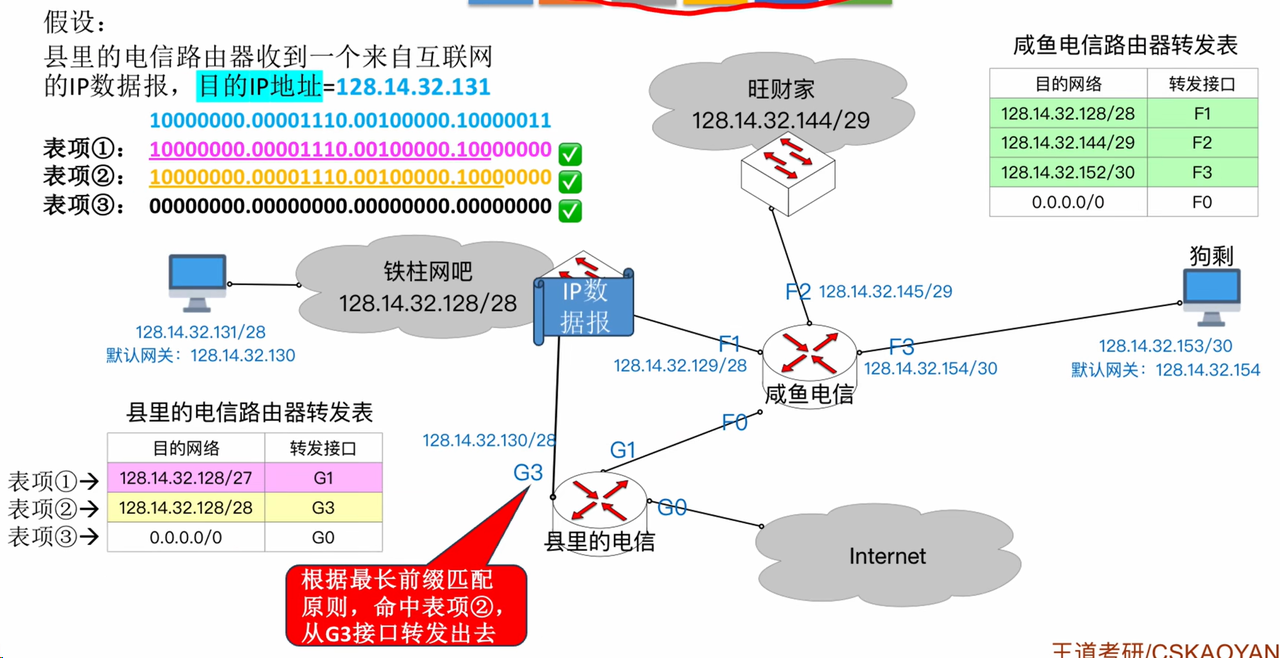 假设：
县里的电信路由器收到一个来自互联网
的IP数据报，目的IP地址=128.14.32.131
10000000.00001110.00100000.10000011
表项①： 10000000.00001110.00100000.10000000
表项②： 10000000.00001110.00100000.10000000
表项③： 00000000.00000000.00000000.00000000
咸鱼电信路由器转发表
目的网络 转发接口
128.14.32.128/28 F1
128.14.32.144/29 F2
128.14.32.152/30 F3
0.0.0.0/0 F0
旺财家
128.14.32.144/29
铁柱网吧
128.14.32.128/28
IP数
据报
狗剩
F2 128.14.32.145/29
128.14.32.131/28
默认网关：128.14.32.130
F1
128.14.32.129/28
F3
128.14.32.154/30
128.14.32.153/30
默认网关：128.14.32.154
咸鱼电信
F0
县里的电信路由器转发表
目的网络 转发接口
表项①→ 128.14.32.128/27 G1
表项②→ 128.14.32.128/28 G3
表项③→ 0.0.0.0/0 G0
128.14.32.130/28
G1
G3
G0
县里的电信
Internet
根据最长前缀匹配
原则，命中表项②，
从G3接口转发出去
王道考研/CSKAOYAN